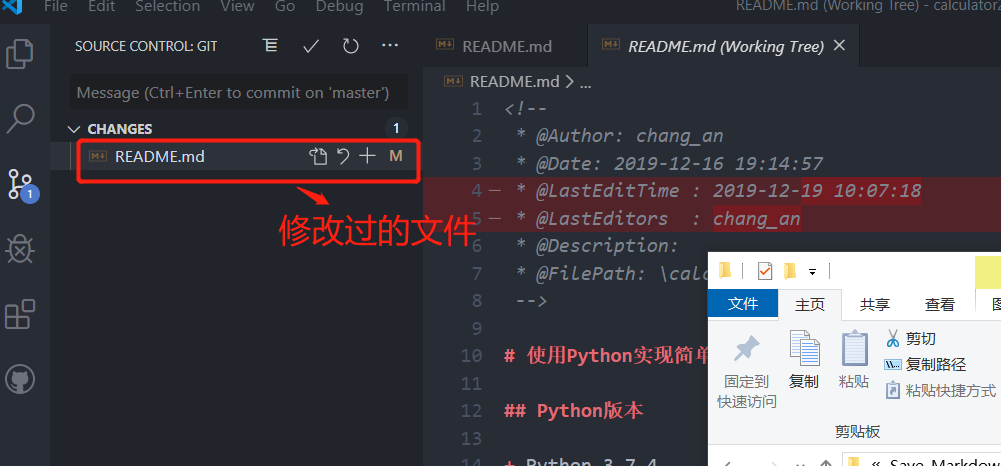 File Edit Selection View Go Debug Terminal Help README.md (Working Tree) - calculator
SOURCE CONTROL: GIT
Message (Ctrl+Enter to commit on 'master')
CHANGES 1
README.md M
修改过的文件
README.md README.md (Working Tree)
README.md > ...
1 <!--
2 * @Author: chang_an
3 * @Date: 2019-12-16 19:14:57
4 — * @LastEditTime : 2019-12-19 10:07:18
5 — * @LastEditors : chang_an
6 * @Description:
7 * @FilePath: \calc
8 -->
9
10 # 使用Python实现简单
11
12 ## Python版本
13
14 + Python 3.7.4
1
文件 主页 共享 查看
固定到
快速访问
复制
粘贴
剪切
复制路径
粘贴快捷方式
剪贴板
« Save-Markdow